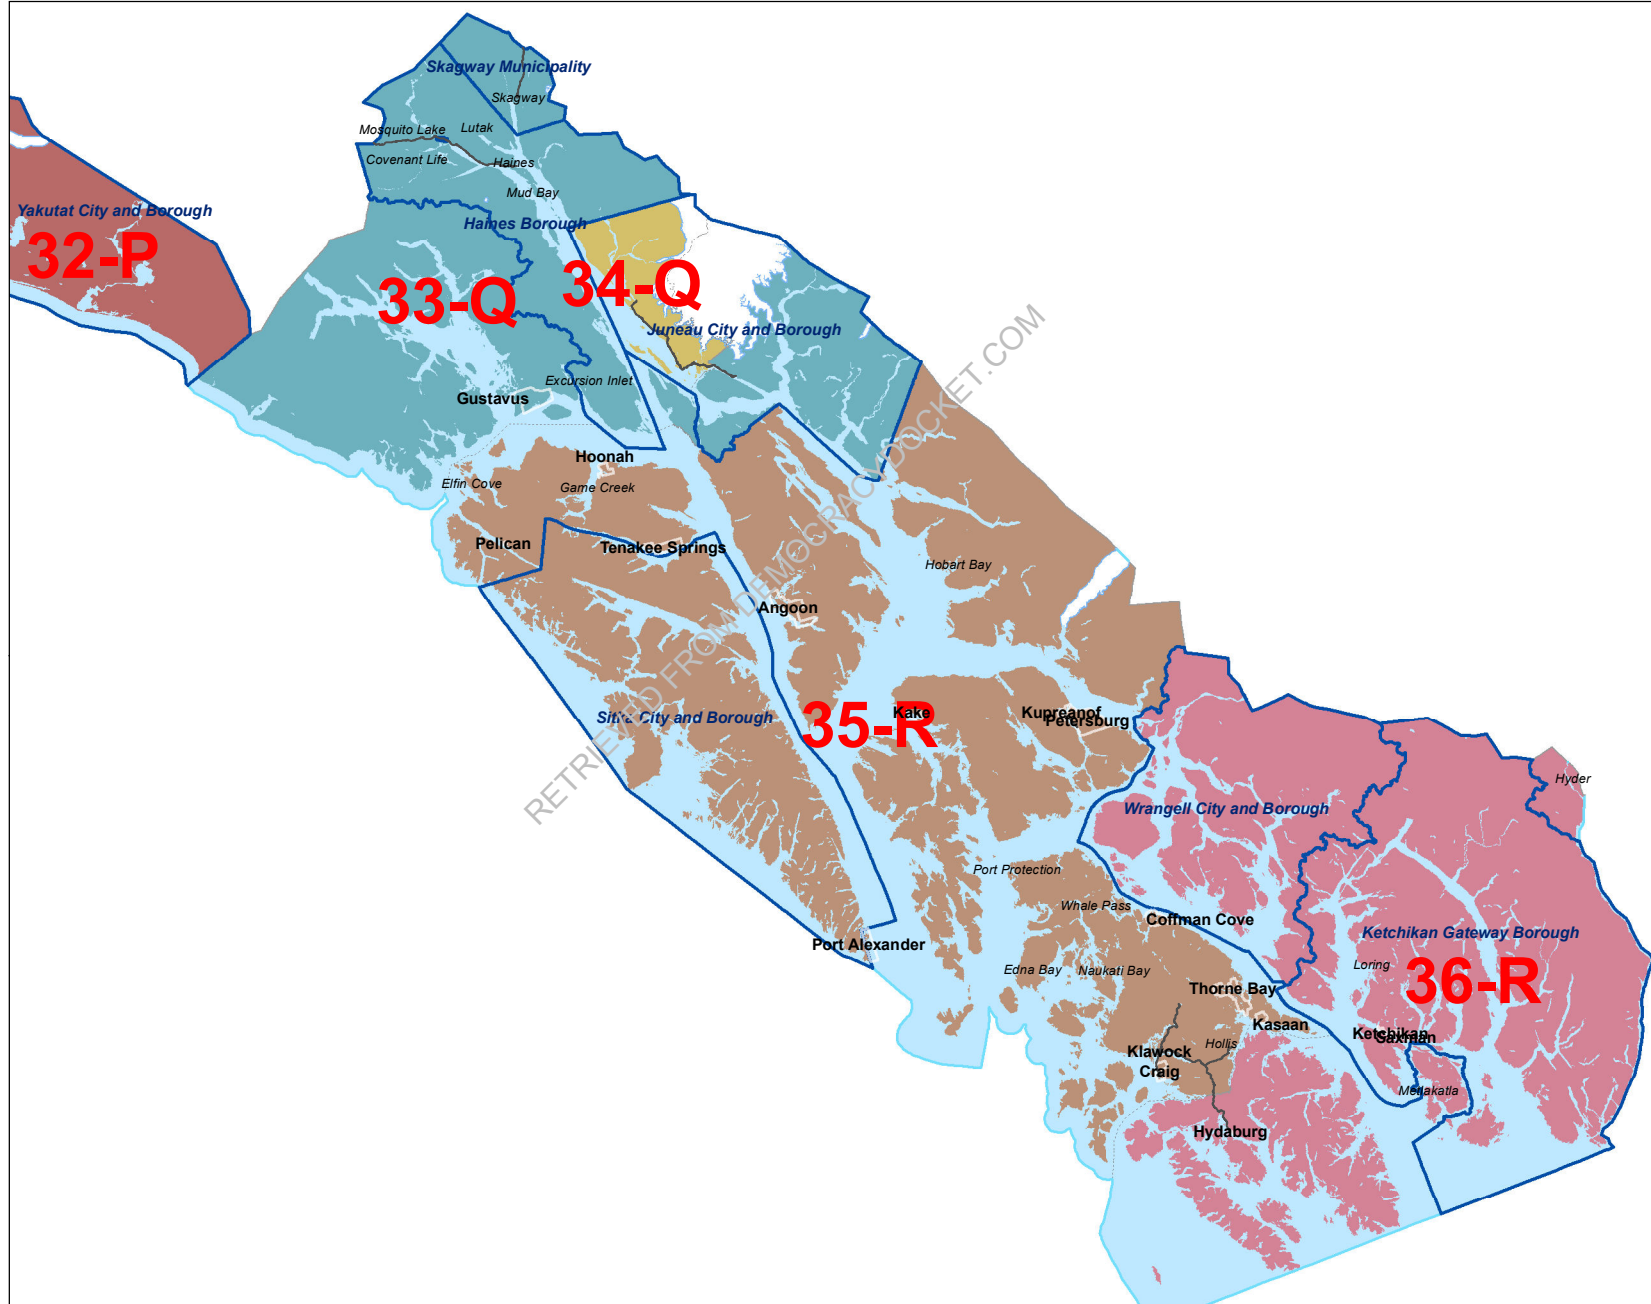 Skagway Municipality
Skagway
Mosquito Lake
Lutak
Covenant Life
Haines
Mud Bay
Yakutat City and Borough
Haines Borough
32-P
33-Q
34-Q
Juneau City and Borough
Excursion Inlet
Gustavus
Hoonah
Elfin Cove
Game Creek
Pelican
Tenakee Springs
Hobart Bay
Angoon
Sitka City and Borough
35-R
Kake
Kupreanof
Petersburg
Hyder
Wrangell City and Borough
Port Protection
Whale Pass
Coffman Cove
Port Alexander
Ketchikan Gateway Borough
Edna Bay
Naukati Bay
Loring
36-R
Thorne Bay
Kasaan
Ketchikan
Saxman
Hollis
Klawock
Craig
Metlakatla
Hydaburg
RETRIEVED FROM DEMOCRACYDOCKET.COM